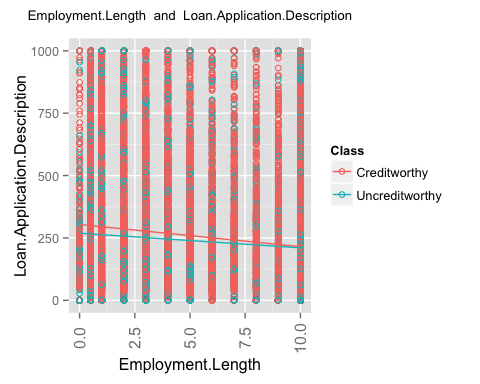 Employment.Length and Loan.Application.Description
Loan.Application.Description
1000
750
500
250
0
0.0
2.5
5.0
7.5
10.0
Employment.Length
Class
Creditworthy
Uncreditworthy